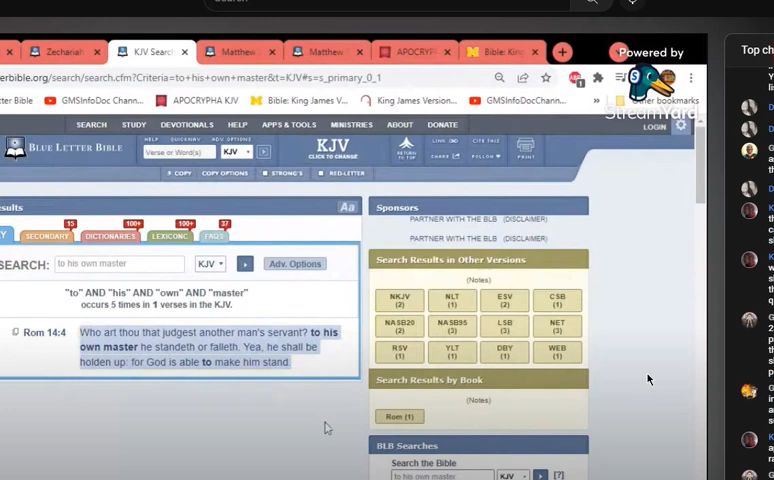 Search
Powered by
Top ch
StreamYard
Zechariah
KJV Searc
Matthew
Matthew
APOCRYP
Bible: King
erbible.org/search/search.cfm?Criteria=to+his+own+master&t=KJV#s=s_primary_0_1
ter Bible
GMSInfoDoc Chann...
APOCRYPHA KJV
Bible: King James V...
King James Version...
GMSInfoDocChann...
Other bookmarks
SEARCH STUDY DEVOTIONALS HELP APPS & TOOLS MINISTRIES ABOUT DONATE
LOGIN
BLUE LETTER BIBLE
HELP QUICKNAV ADV OPTIONS
Verse or Word(s)
KJV
KJV
CLICK TO CHANGE
RETURN TO TOP
LINK
SHARE
CITE THIS
FOLLOW
PRINT
COPY COPY OPTIONS STRONG'S RED-LETTER
esults
Aa
Y
SECONDARY 15
DICTIONARIES 100+
LEXICONC 100+
FAQS 37
SEARCH: to his own master KJV Adv. Options
"to" AND "his" AND "own" AND "master"
occurs 5 times in 1 verses in the KJV.
Rom 14:4 Who art thou that judgest another man's servant? to his
own master he standeth or falleth. Yea, he shall be
holden up: for God is able to make him stand
Sponsors
PARTNER WITH THE BLB (DISCLAIMER)
PARTNER WITH THE BLB (DISCLAIMER)
Search Results in Other Versions
(Notes)
NKJV (2) NLT (1) ESV (2) CSB (1)
NASB20 (2) NASB95 (3) LSB (3) NET (3)
RSV (1) YLT (1) DBY (1) WEB (1)
Search Results by Book
(Notes)
Rom (1)
BLB Searches
Search the Bible
to his own master KJV [?]